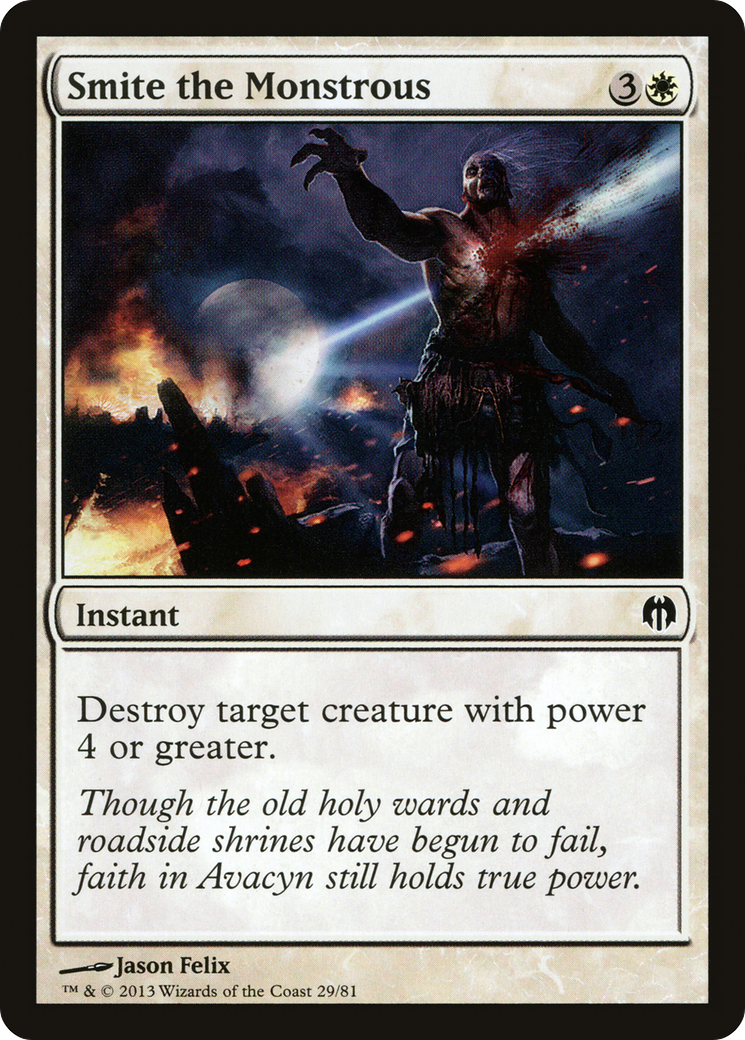 Smite the Monstrous 3
Instant
Destroy target creature with power
4 or greater.
Though the old holy wards and
roadside shrines have begun to fail,
faith in Avacyn still holds true power.
Jason Felix
™ & © 2013 Wizards of the Coast 29/81